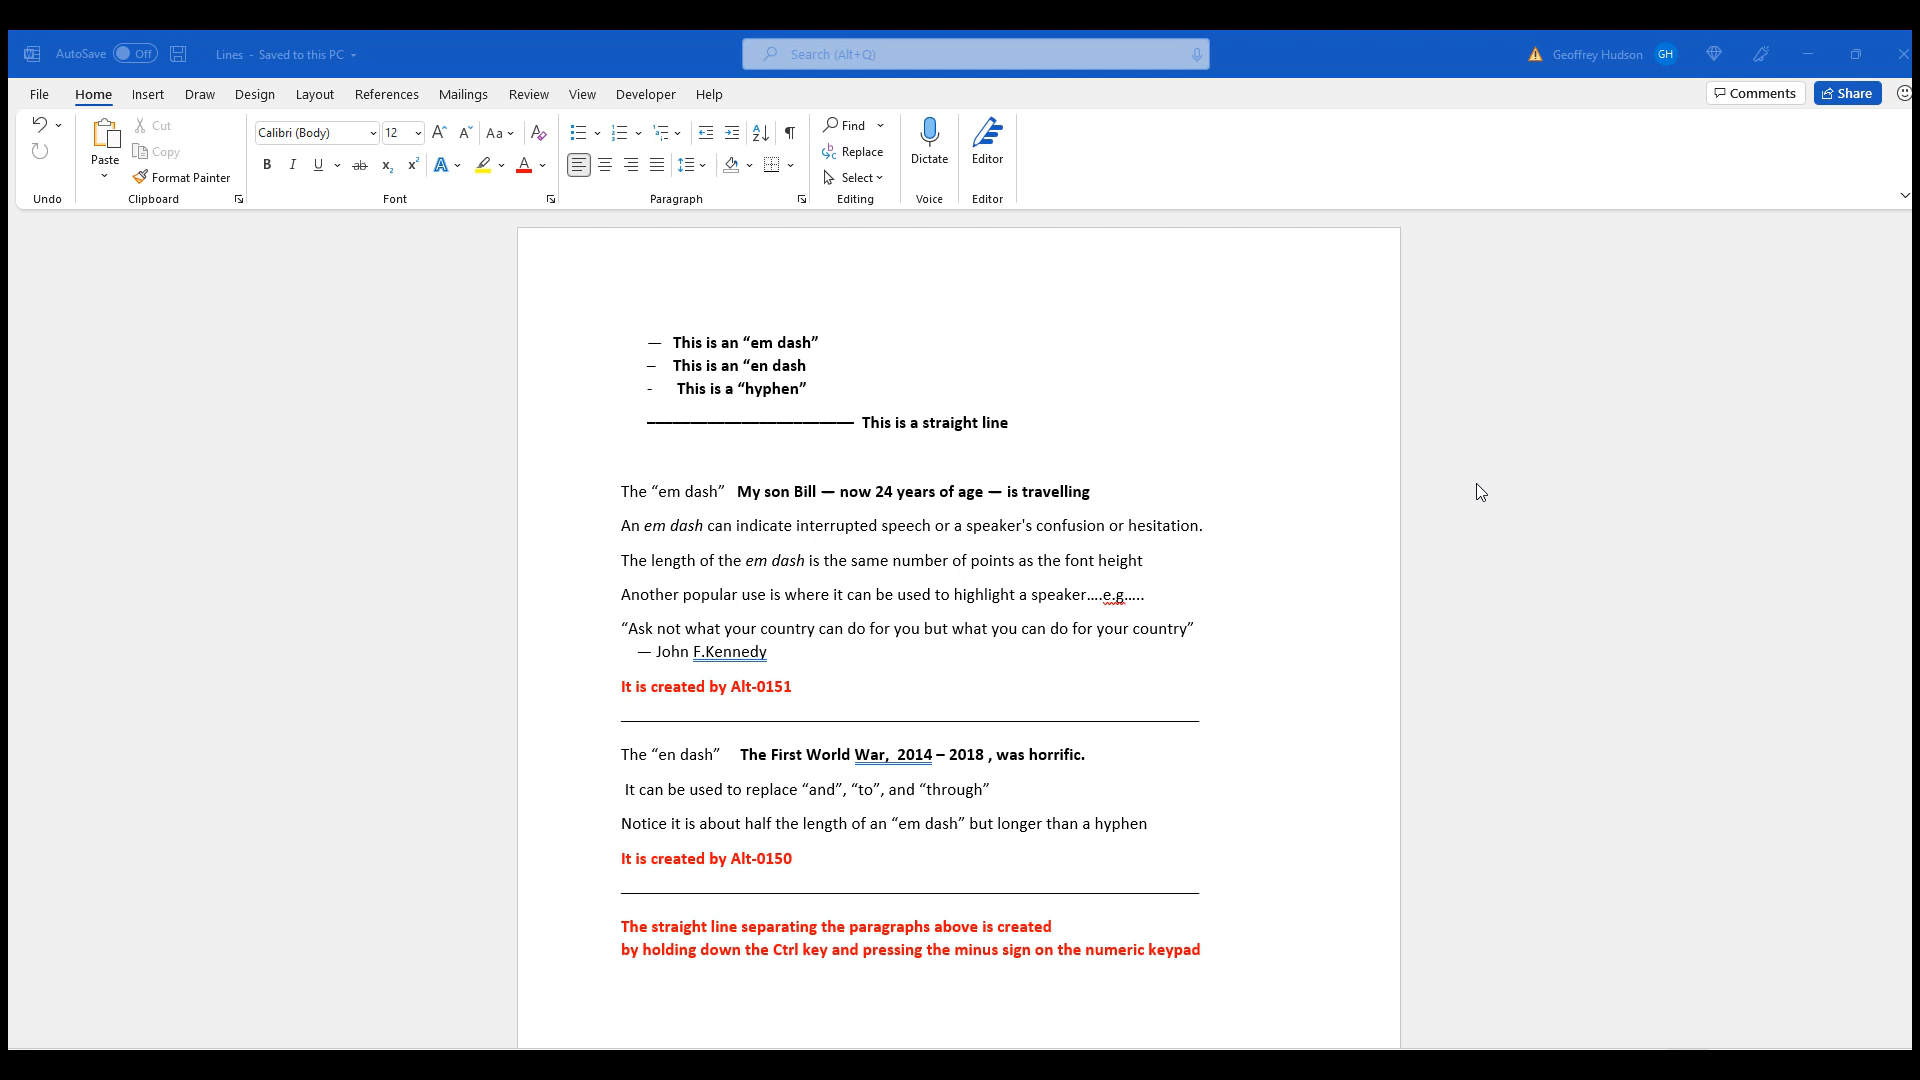 AutoSave Off Lines - Saved to this PC Search (Alt+Q) Geoffrey Hudson GH
File Home Insert Draw Design Layout References Mailings Review View Developer Help Comments Share
Paste Cut Copy Format Painter
Calibri (Body) 12 Aa
B I U ab x₂ x² A A
Find Replace Select
Dictate Editor
Undo Clipboard Font Paragraph Editing Voice Editor
— This is an “em dash”
– This is an “en dash
- This is a “hyphen”
———————————— This is a straight line
The “em dash” My son Bill — now 24 years of age — is travelling
An em dash can indicate interrupted speech or a speaker's confusion or hesitation.
The length of the em dash is the same number of points as the font height
Another popular use is where it can be used to highlight a speaker….e.g…..
“Ask not what your country can do for you but what you can do for your country”
— John F.Kennedy
It is created by Alt-0151
The “en dash” The First World War, 2014 – 2018 , was horrific.
It can be used to replace “and”, “to”, and “through”
Notice it is about half the length of an “em dash” but longer than a hyphen
It is created by Alt-0150
The straight line separating the paragraphs above is created
by holding down the Ctrl key and pressing the minus sign on the numeric keypad